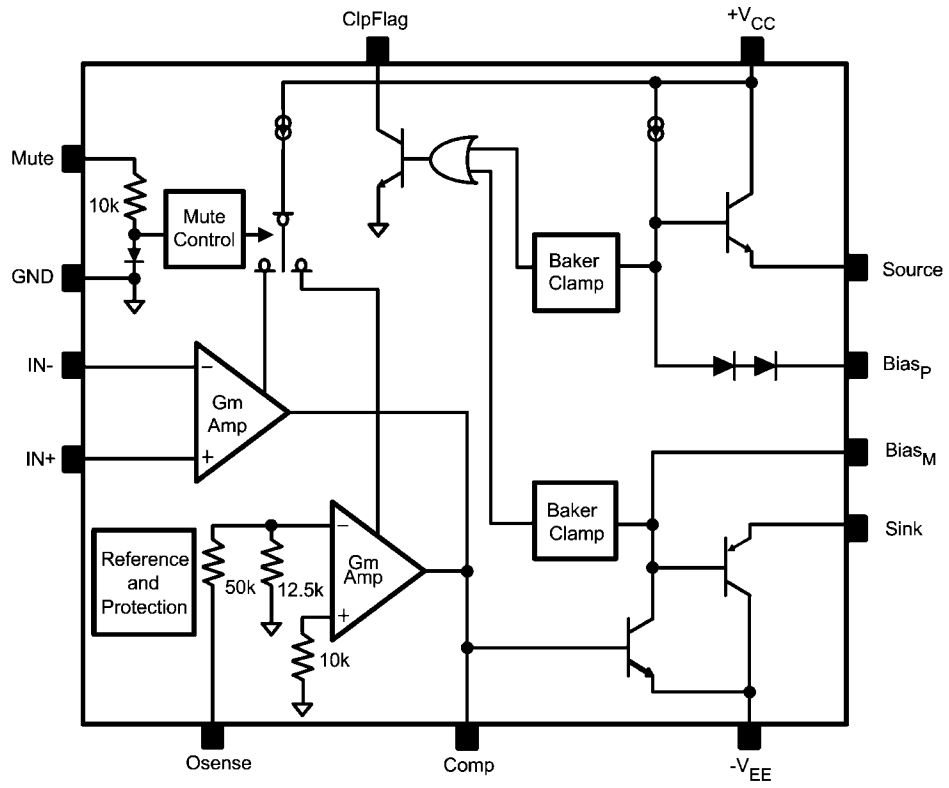 ClpFlag
+VCC
Mute
10k
Mute
Control
GND
Baker
Clamp
Source
IN-
−
Gm
Amp
BiasP
IN+
+
BiasM
Baker
Clamp
Sink
Reference
and
Protection
50k
12.5k
−
Gm
Amp
+
10k
Osense
Comp
-VEE